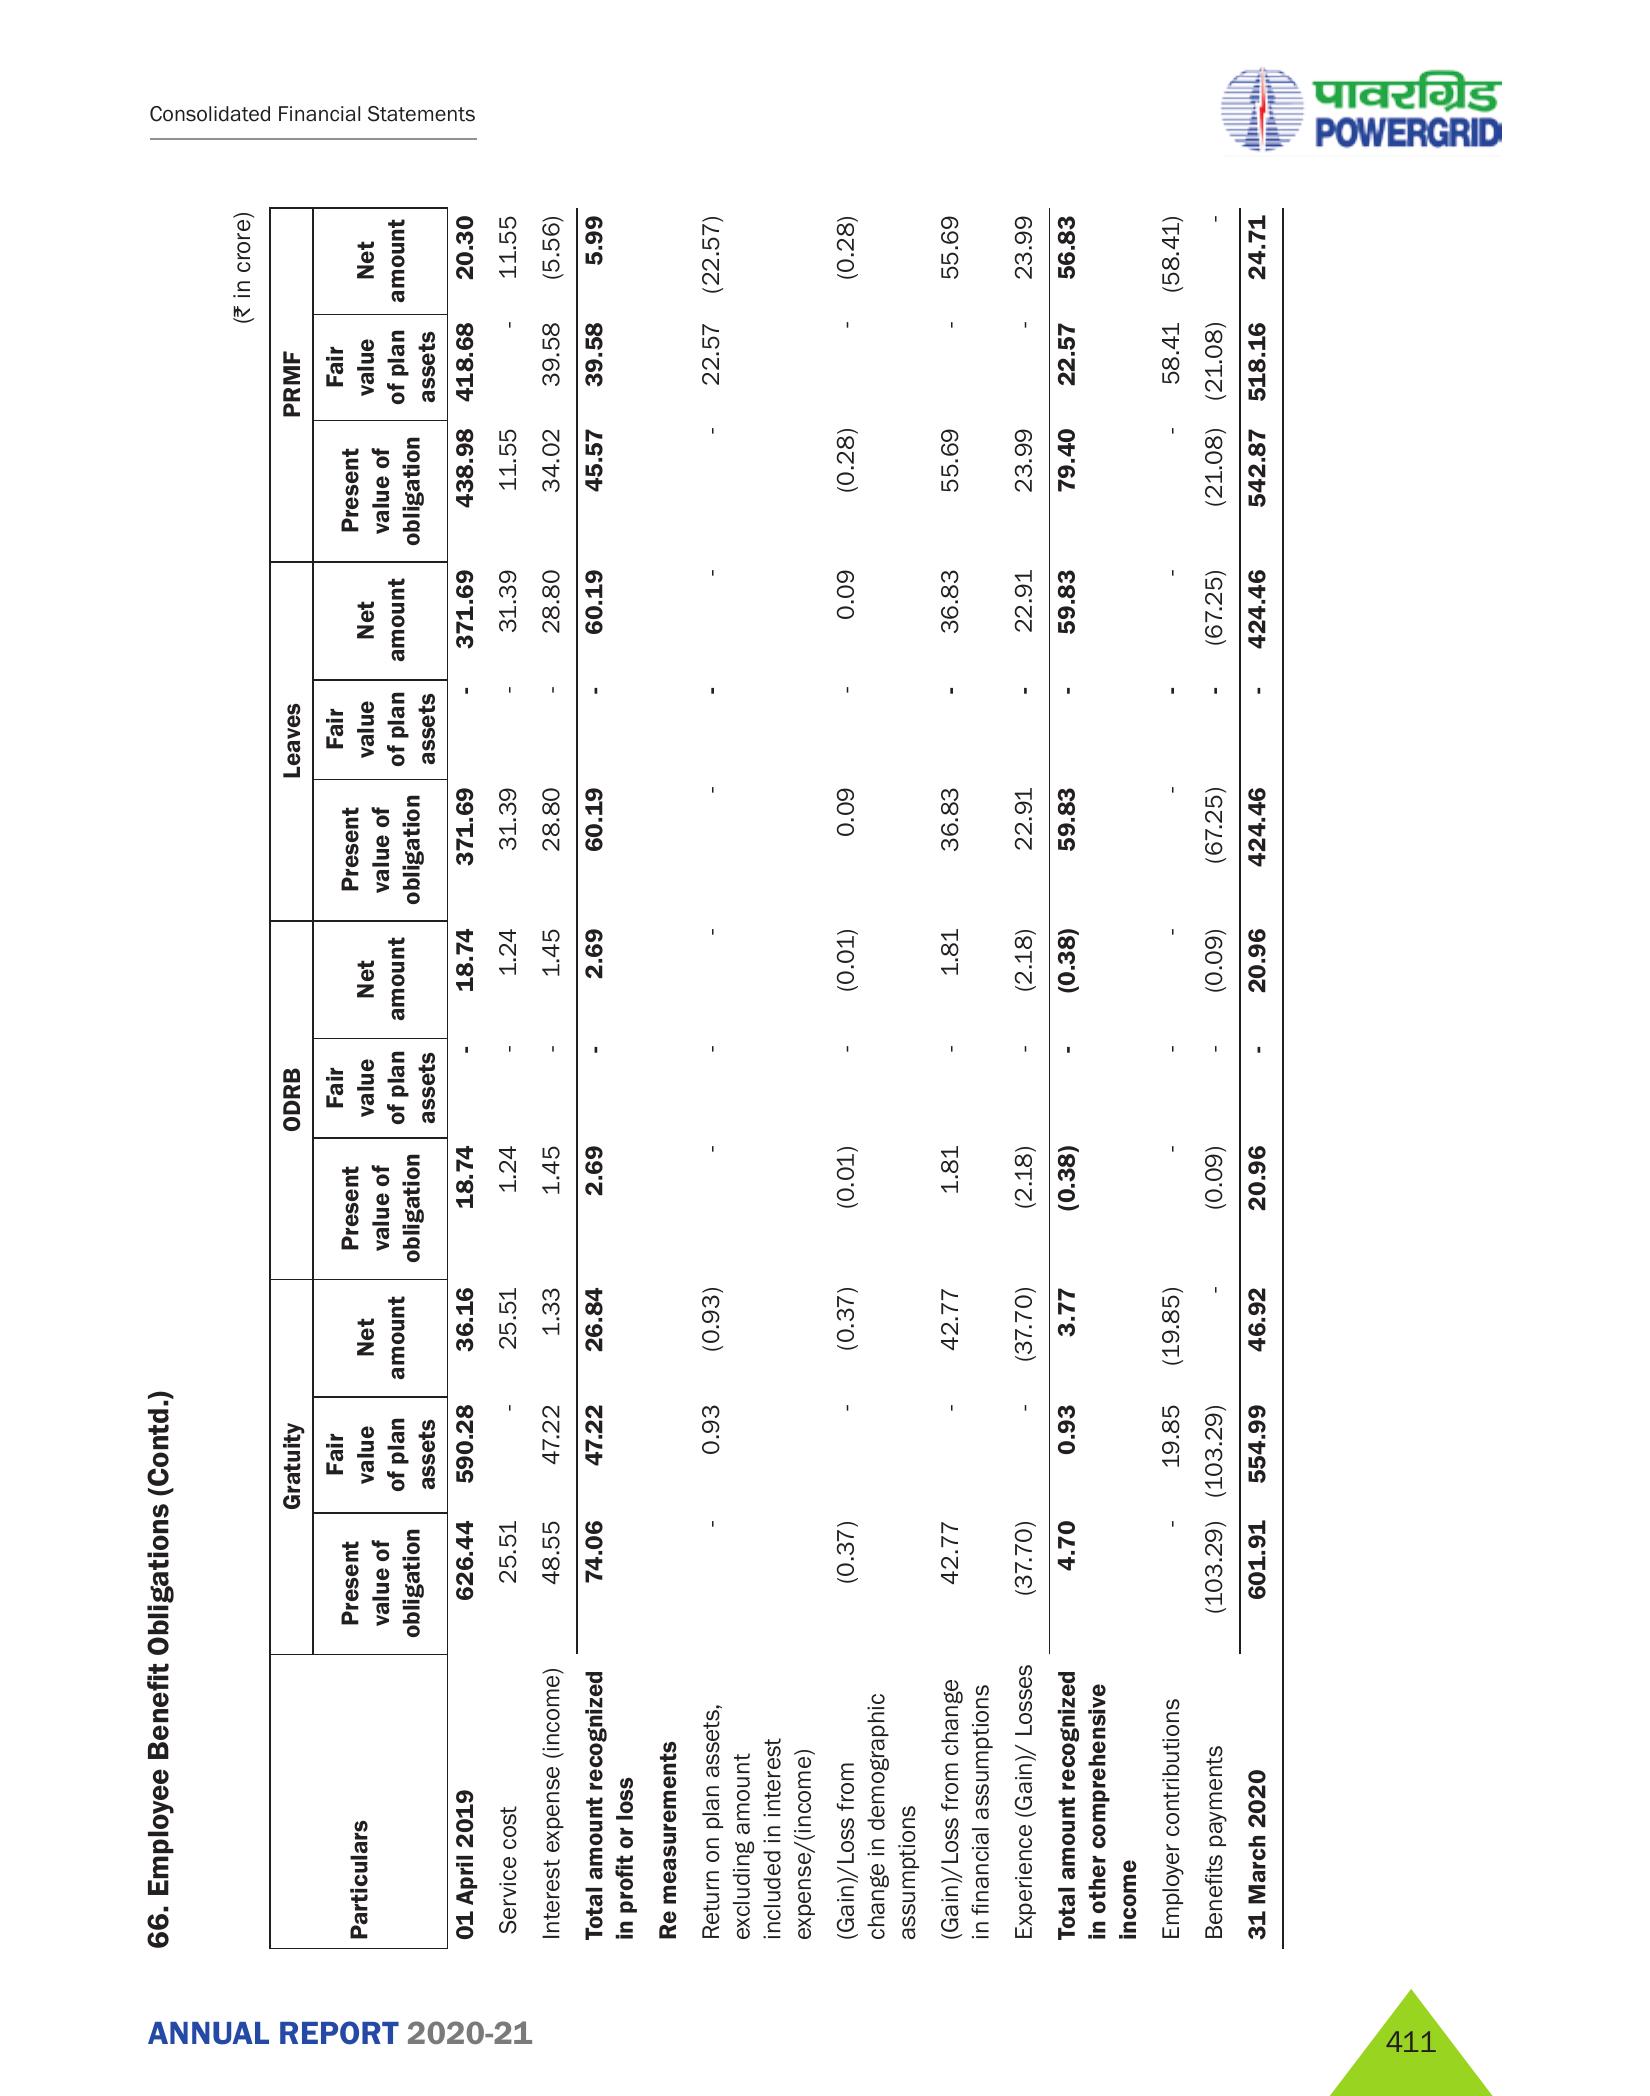 Consolidated Financial Statements
पावरग्रिड
POWERGRID
66. Employee Benefit Obligations (Contd.)
(₹ in crore)
Particulars Gratuity ODRB Leaves PRMF
Present value of obligation Fair value of plan assets Net amount Present value of obligation Fair value of plan assets Net amount Present value of obligation Fair value of plan assets Net amount Present value of obligation Fair value of plan assets Net amount
01 April 2019 626.44 590.28 36.16 18.74 - 18.74 371.69 - 371.69 438.98 418.68 20.30
Service cost 25.51 - 25.51 1.24 - 1.24 31.39 - 31.39 11.55 - 11.55
Interest expense (income) 48.55 47.22 1.33 1.45 - 1.45 28.80 - 28.80 34.02 39.58 (5.56)
Total amount recognized 74.06 47.22 26.84 2.69 - 2.69 60.19 - 60.19 45.57 39.58 5.99
in profit or loss
Re measurements
Return on plan assets, - 0.93 (0.93) - - - - - - - 22.57 (22.57)
excluding amount
included in interest
expense/(income)
(Gain)/Loss from (0.37) - (0.37) (0.01) - (0.01) 0.09 - 0.09 (0.28) - (0.28)
change in demographic
assumptions
(Gain)/Loss from change 42.77 - 42.77 1.81 - 1.81 36.83 - 36.83 55.69 - 55.69
in financial assumptions
Experience (Gain)/ Losses (37.70) - (37.70) (2.18) - (2.18) 22.91 - 22.91 23.99 - 23.99
Total amount recognized 4.70 0.93 3.77 (0.38) - (0.38) 59.83 - 59.83 79.40 22.57 56.83
in other comprehensive
income
Employer contributions - 19.85 (19.85) - - - - - - - 58.41 (58.41)
Benefits payments (103.29) (103.29) - (0.09) - (0.09) (67.25) - (67.25) (21.08) (21.08) -
31 March 2020 601.91 554.99 46.92 20.96 - 20.96 424.46 - 424.46 542.87 518.16 24.71
ANNUAL REPORT 2020-21
411